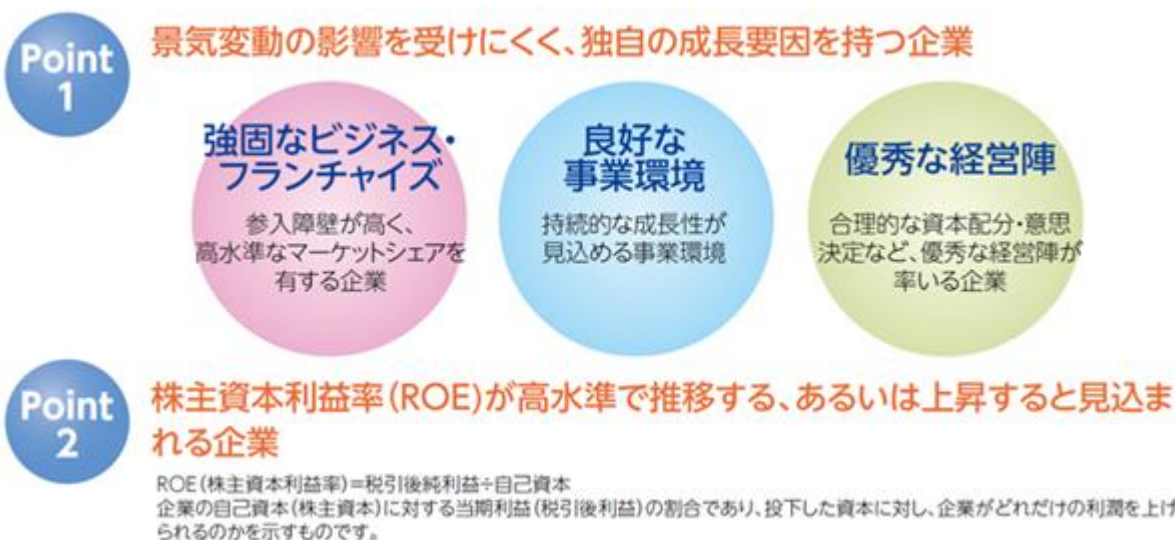 Point
1
景気変動の影響を受けにくく、独自の成長要因を持つ企業
強固なビジネス・
フランチャイズ
参入障壁が高く、
高水準なマーケットシェアを
有する企業
良好な
事業環境
持続的な成長性が
見込める事業環境
優秀な経営陣
合理的な資本配分・意思
決定など、優秀な経営陣が
率いる企業
Point
2
株主資本利益率(ROE)が高水準で推移する、あるいは上昇すると見込ま
れる企業
ROE(株主資本利益率)=税引後純利益÷自己資本
企業の自己資本(株主資本)に対する当期利益(税引後利益)の割合であり、投下した資本に対し、企業がどれだけの利潤を上げ
られるのかを示すものです。